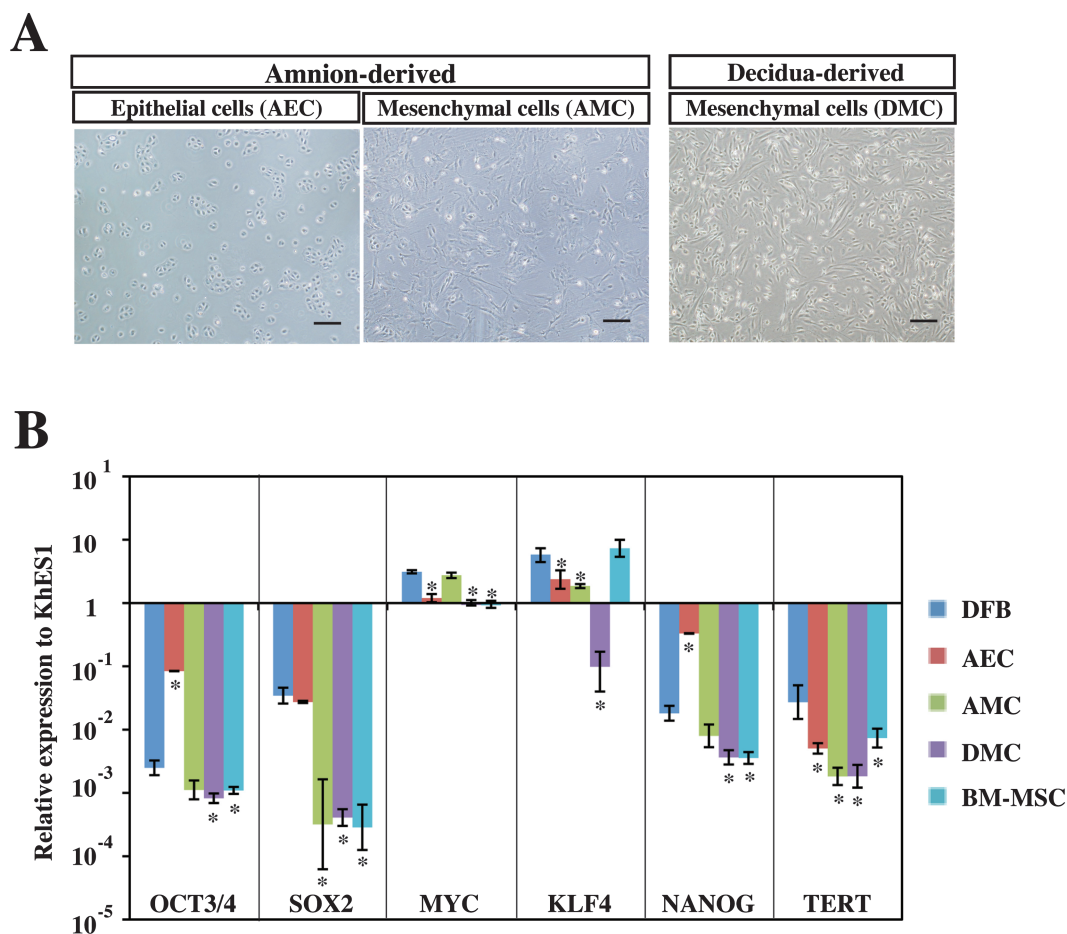 A
Amnion-derived
Decidua-derived
Epithelial cells (AEC)
Mesenchymal cells (AMC)
Mesenchymal cells (DMC)
B
Relative expression to KhES1
10 1
10
1
10-1
10-2
10-3
10-4
10-5
OCT3/4
SOX2
MYC
KLF4
NANOG
TERT
* * * * * * * * * * * * * * * * * *
DFB
AEC
AMC
DMC
BM-MSC